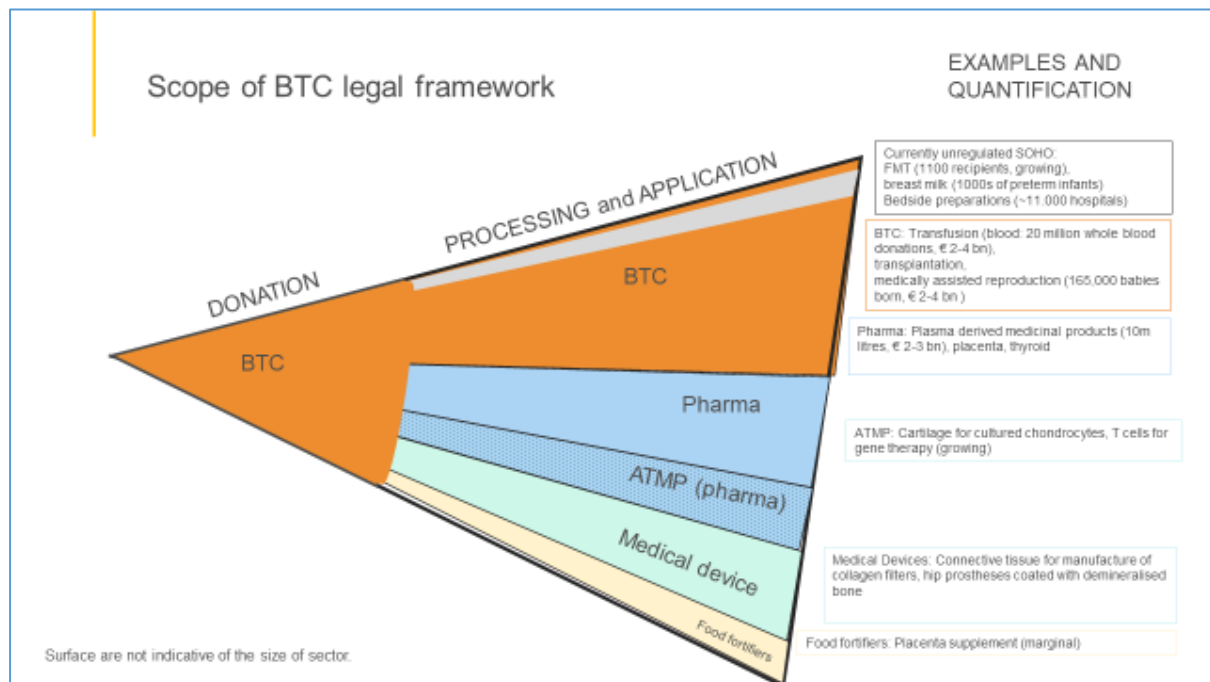 Scope of BTC legal framework
EXAMPLES AND
QUANTIFICATION
DONATION
PROCESSING and APPLICATION
BTC
BTC
Pharma
ATMP (pharma)
Medical device
Food fortifiers
Currently unregulated SOHO:
FMT (1100 recipients, growing),
breast milk (1000s of preterm infants)
Bedside preparations (~11.000 hospitals)
BTC: Transfusion (blood: 20 million whole blood
donations, € 2-4 bn),
transplantation,
medically assisted reproduction (165,000 babies
born, € 2-4 bn )
Pharma: Plasma derived medicinal products (10m
litres, € 2-3 bn), placenta, thyroid
ATMP: Cartilage for cultured chondrocytes, T cells for
gene therapy (growing)
Medical Devices: Connective tissue for manufacture of
collagen filters, hip prostheses coated with demineralised
bone
Food fortifiers: Placenta supplement (marginal)
Surface are not indicative of the size of sector.